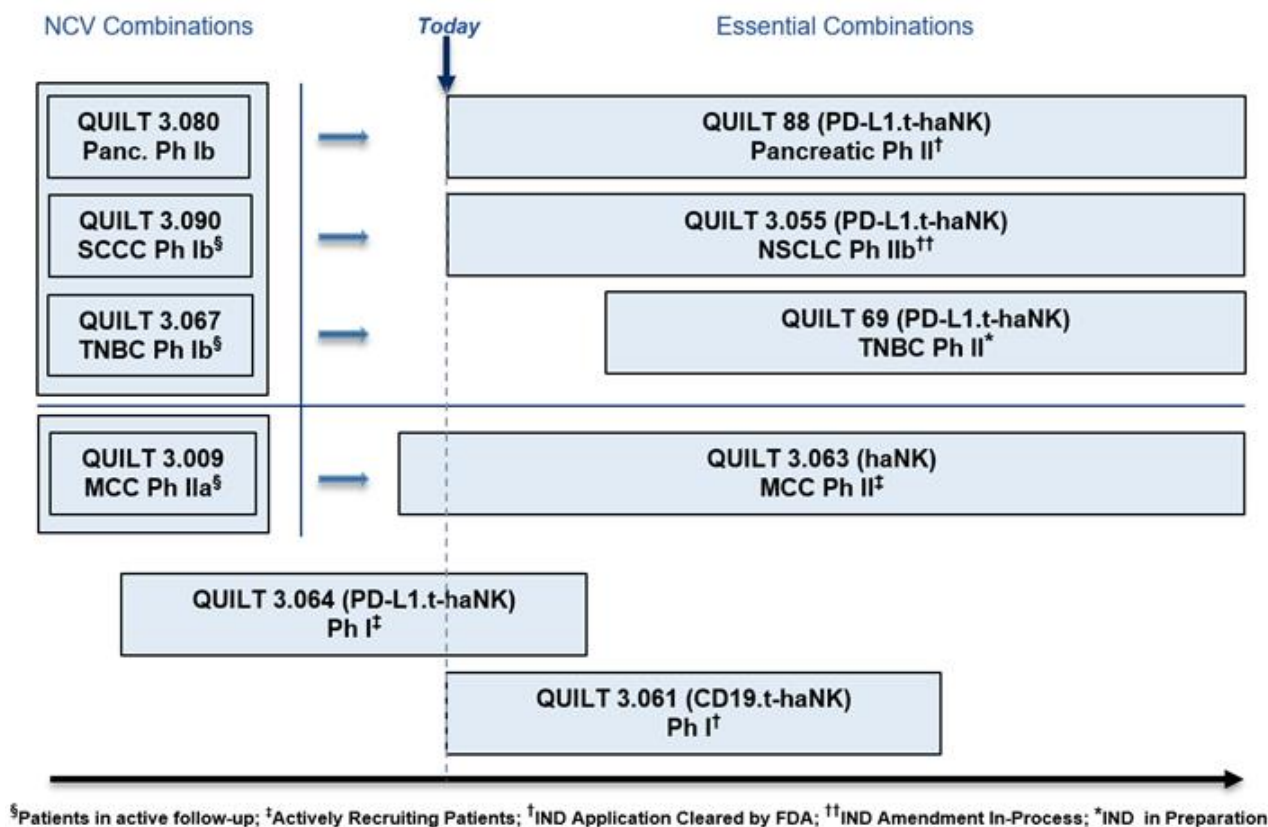 NCV Combinations
Today
Essential Combinations
QUILT 3.080
Panc. Ph Ib
QUILT 88 (PD-L1.t-haNK)
Pancreatic Ph II†
QUILT 3.090
SCCC Ph Ib§
QUILT 3.055 (PD-L1.t-haNK)
NSCLC Ph IIb††
QUILT 3.067
TNBC Ph Ib§
QUILT 69 (PD-L1.t-haNK)
TNBC Ph II*
QUILT 3.009
MCC Ph IIa§
QUILT 3.063 (haNK)
MCC Ph II‡
QUILT 3.064 (PD-L1.t-haNK)
Ph I‡
QUILT 3.061 (CD19.t-haNK)
Ph I†
§Patients in active follow-up; ‡Actively Recruiting Patients; †IND Application Cleared by FDA; ††IND Amendment In-Process; *IND in Preparation